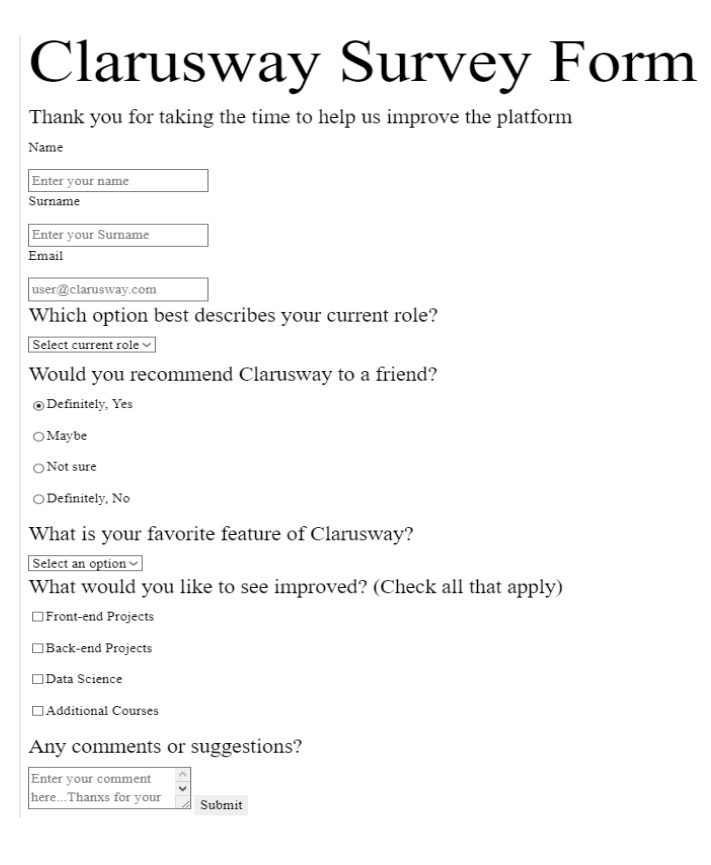 Clarusway Survey Form
Thank you for taking the time to help us improve the platform
Name
Enter your name
Surname
Enter your Surname
Email
user@clarusway.com
Which option best describes your current role?
Select current role
Would you recommend Clarusway to a friend?
Definitely, Yes
Maybe
Not sure
Definitely, No
What is your favorite feature of Clarusway?
Select an option
What would you like to see improved? (Check all that apply)
Front-end Projects
Back-end Projects
Data Science
Additional Courses
Any comments or suggestions?
Enter your comment
here...Thanxs for your
Submit